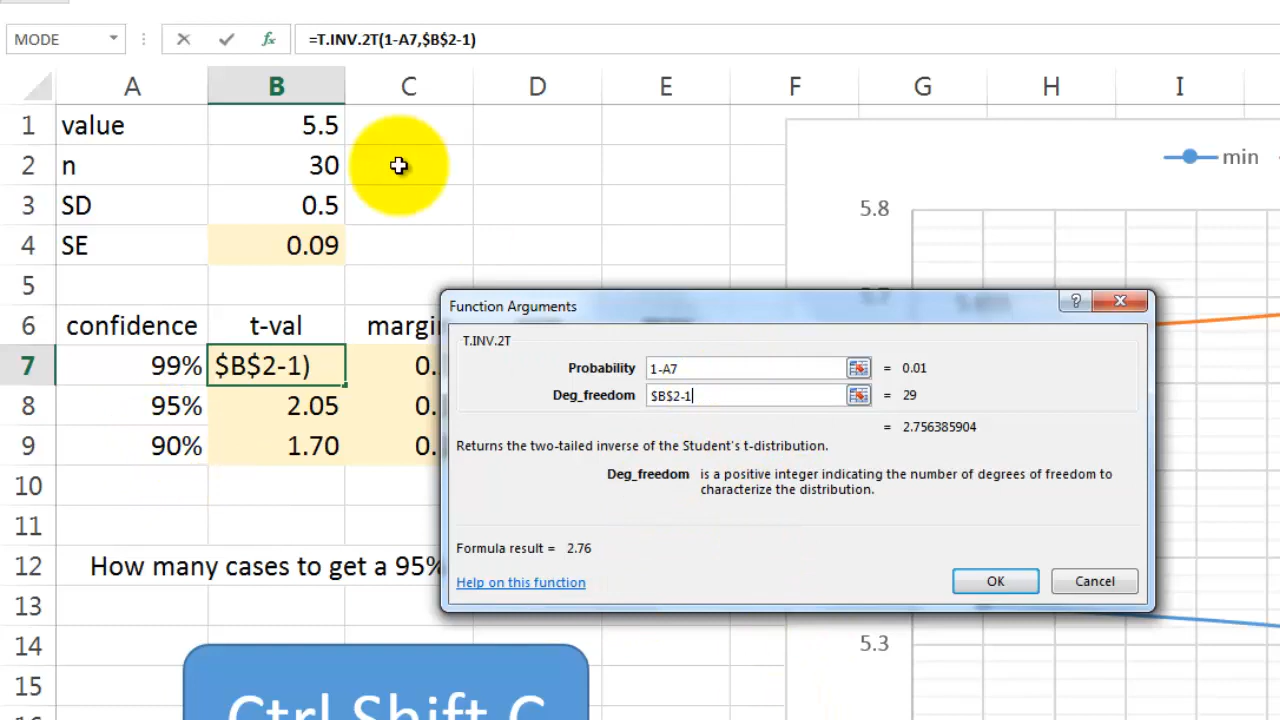 MODE
=T.INV.2T(1-A7,$B$2-1)
A B C D E F G H I
1 value 5.5
2 n 30
3 SD 0.5
4 SE 0.09
5
6 confidence t-val
7 99% $B$2-1)
8 95% 2.05
9 90% 1.70
10
11
12 How many cases to get a 95%
13
14
15
Ctrl Shift C
min
5.8
5.3
Function Arguments
T.INV.2T
Probability 1-A7 = 0.01
Deg_freedom $B$2-1 = 29
= 2.756385904
Returns the two-tailed inverse of the Student's t-distribution.
Deg_freedom is a positive integer indicating the number of degrees of freedom to
characterize the distribution.
Formula result = 2.76
Help on this function
OK Cancel